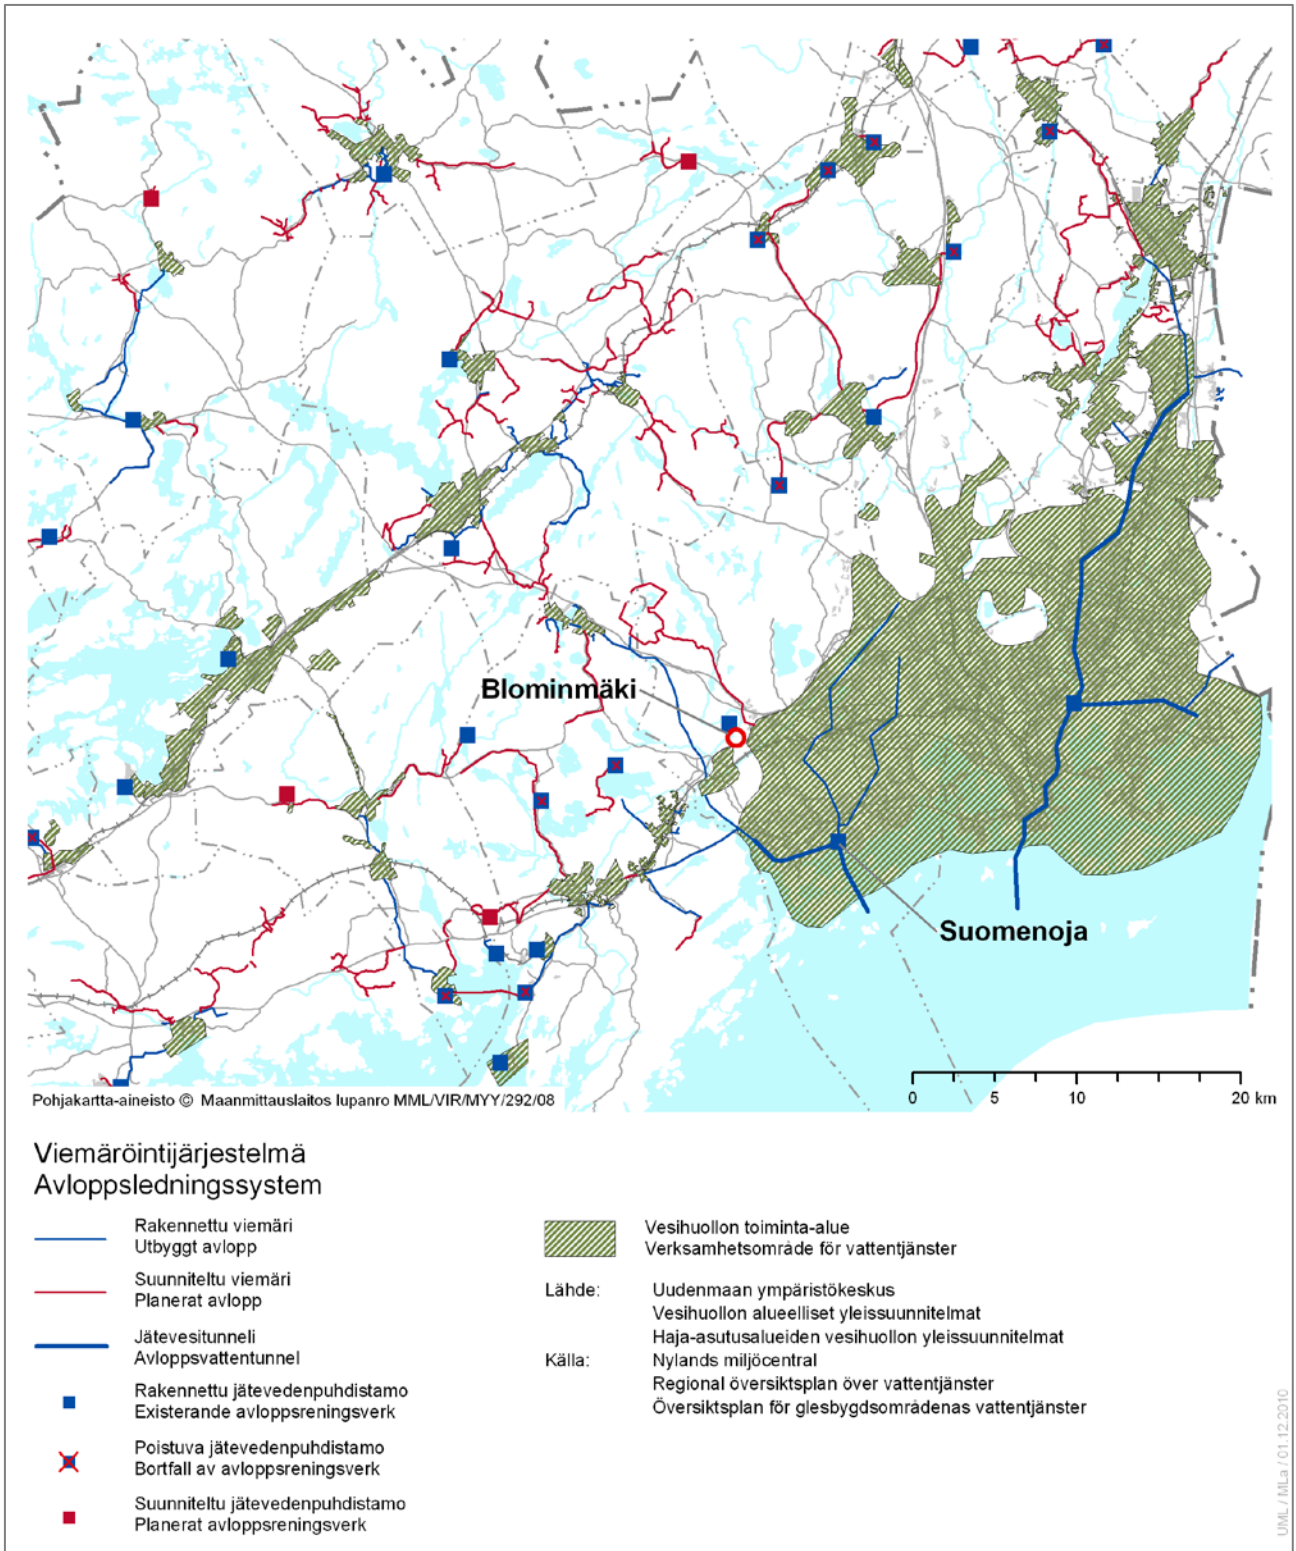 Blominmäki
Suomenoja
Pohjakartta-aineisto © Maanmittauslaitos lupanro MML/VIR/MYY/292/08
0 5 10 20 km
Viemäröintijärjestelmä
Avloppsledningssystem
Rakennettu viemäri
Utbyggt avlopp
Suunniteltu viemäri
Planerat avlopp
Jätevesitunneli
Avloppsvattentunnel
Rakennettu jätevedenpuhdistamo
Existerande avloppsreningsverk
Poistuva jätevedenpuhdistamo
Bortfall av avloppsreningsverk
Suunniteltu jätevedenpuhdistamo
Planerat avloppsreningsverk
Vesihuollon toiminta-alue
Verksamhetsområde för vattentjänster
Lähde: Uudenmaan ympäristökeskus
Vesihuollon alueelliset yleissuunnitelmat
Haja-asutusalueiden vesihuollon yleissuunnitelmat
Källa: Nylands miljöcentral
Regional översiktsplan över vattentjänster
Översiktsplan för glesbygdsområdenas vattentjänster
UML / MLa / 01.12.2010